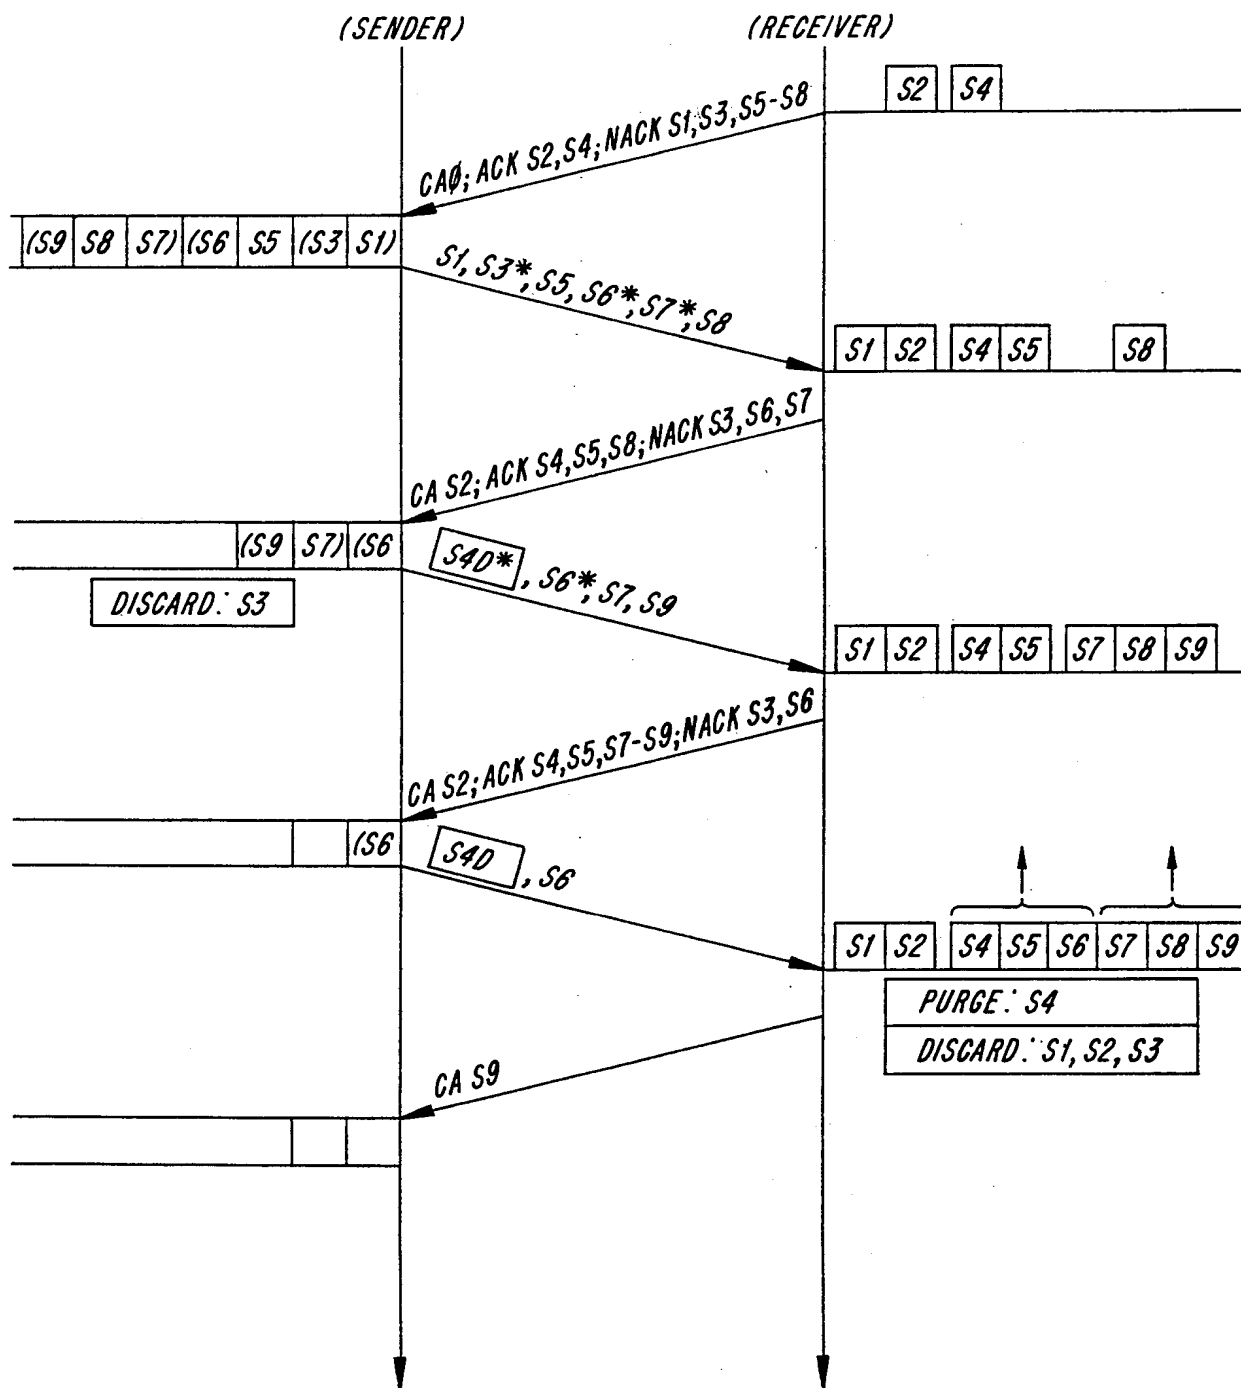 (SENDER)
(RECEIVER)
S2 S4
CAØ; ACK S2,S4; NACK S1,S3,S5-S8
(S9 S8 S7) (S6 S5 (S3 S1)
S1, S3*, S5, S6*, S7*, S8
S1 S2 S4 S5 S8
CA S2; ACK S4,S5,S8; NACK S3,S6,S7
(S9 S7) (S6
S4D*, S6*, S7, S9
DISCARD: S3
S1 S2 S4 S5 S7 S8 S9
CA S2; ACK S4,S5,S7-S9; NACK S3,S6
(S6
S4D, S6
S1 S2 S4 S5 S6 S7 S8 S9
PURGE: S4
DISCARD: S1, S2, S3
CA S9